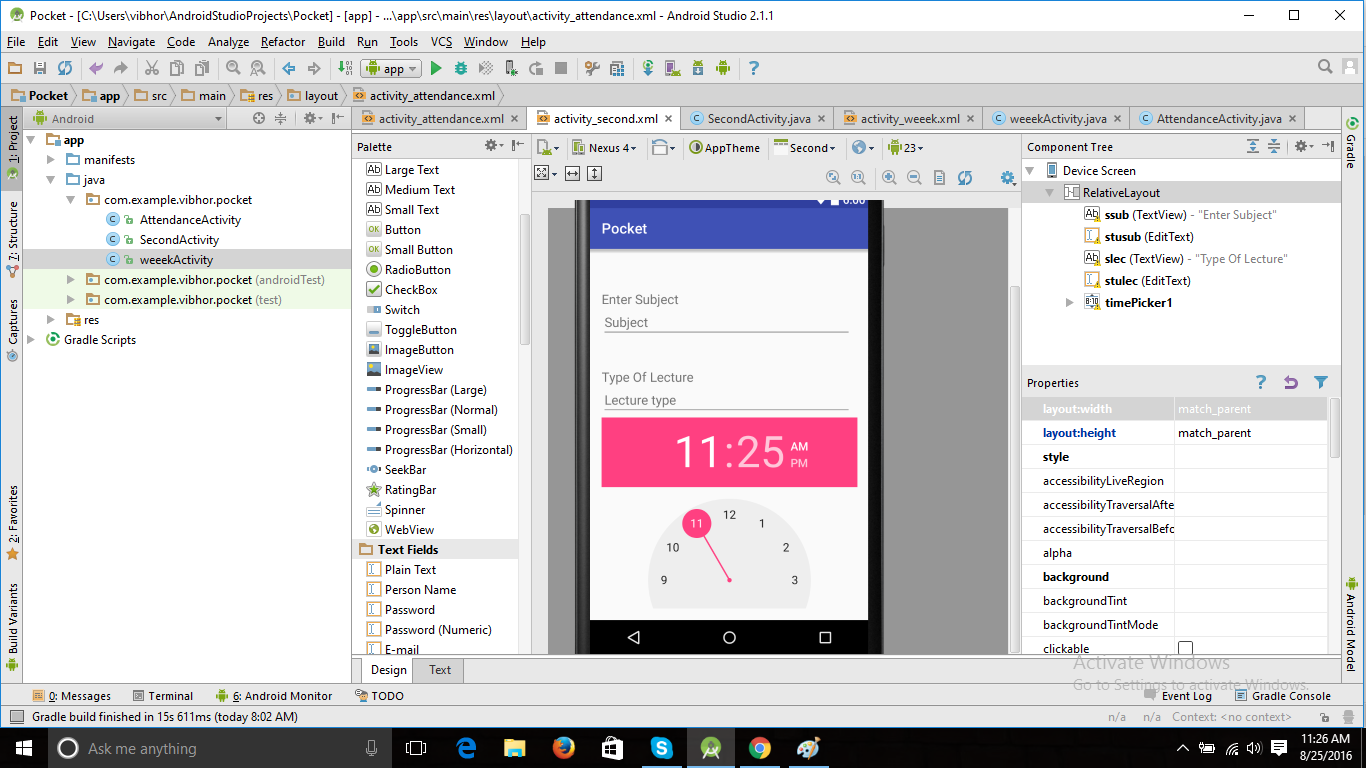 Pocket - [C:\Users\vibhor\AndroidStudioProjects\Pocket] - [app] - ...\app\src\main\res\layout\activity_attendance.xml - Android Studio 2.1.1
File Edit View Navigate Code Analyze Refactor Build Run Tools VCS Window Help
app
Pocket app src main res layout activity_attendance.xml
1: Project
7: Structure
Captures
2: Favorites
Build Variants
Android
app
manifests
java
com.example.vibhor.pocket
AttendanceActivity
SecondActivity
weeekActivity
com.example.vibhor.pocket (androidTest)
com.example.vibhor.pocket (test)
res
Gradle Scripts
activity_attendance.xml activity_second.xml SecondActivity.java activity_weeek.xml weeekActivity.java AttendanceActivity.java
Palette
Large Text
Medium Text
Small Text
Button
Small Button
RadioButton
CheckBox
Switch
ToggleButton
ImageButton
ImageView
ProgressBar (Large)
ProgressBar (Normal)
ProgressBar (Small)
ProgressBar (Horizontal)
SeekBar
RatingBar
Spinner
WebView
Text Fields
Plain Text
Person Name
Password
Password (Numeric)
E-mail
Nexus 4 AppTheme Second 23
6:00
Pocket
Enter Subject
Subject
Type Of Lecture
Lecture type
11:25 AM
PM
12
11 1
10 2
9 3
Design Text
Component Tree
Device Screen
RelativeLayout
ssub (TextView) - "Enter Subject"
stusub (EditText)
slec (TextView) - "Type Of Lecture"
stulec (EditText)
timePicker1
Properties
layout:width match_parent
layout:height match_parent
style
accessibilityLiveRegion
accessibilityTraversalAfte
accessibilityTraversalBefo
alpha
background
backgroundTint
backgroundTintMode
clickable
Gradle
Android Model
Activate Windows
Go to Settings to activate Windows.
0: Messages Terminal 6: Android Monitor TODO Event Log Gradle Console
Gradle build finished in 15s 611ms (today 8:02 AM) n/a n/a Context: <no context>
Ask me anything
11:26 AM
8/25/2016